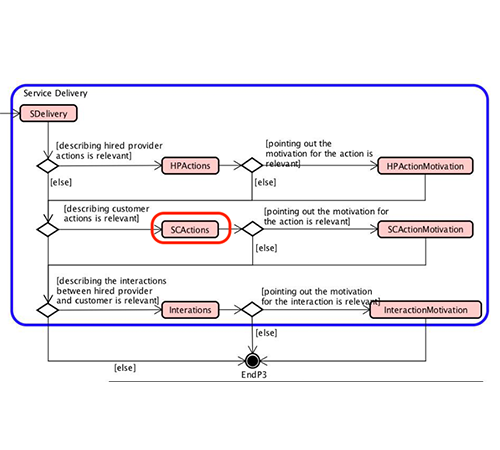 Service Delivery
SDelivery
[describing hired provider
actions is relevant]
HPActions
[pointing out the
motivation for the action is
relevant]
HPActionMotivation
[else]
[else]
[describing customer
actions is relevant]
SCActions
[pointing out the motivation for
the action is relevant]
SCActionMotivation
[else]
[describing the interactions
between hired provider
and customer is relevant]
Interations
[pointing out the motivation
for the interaction is relevant]
InteractionMotivation
[else]
EndP3